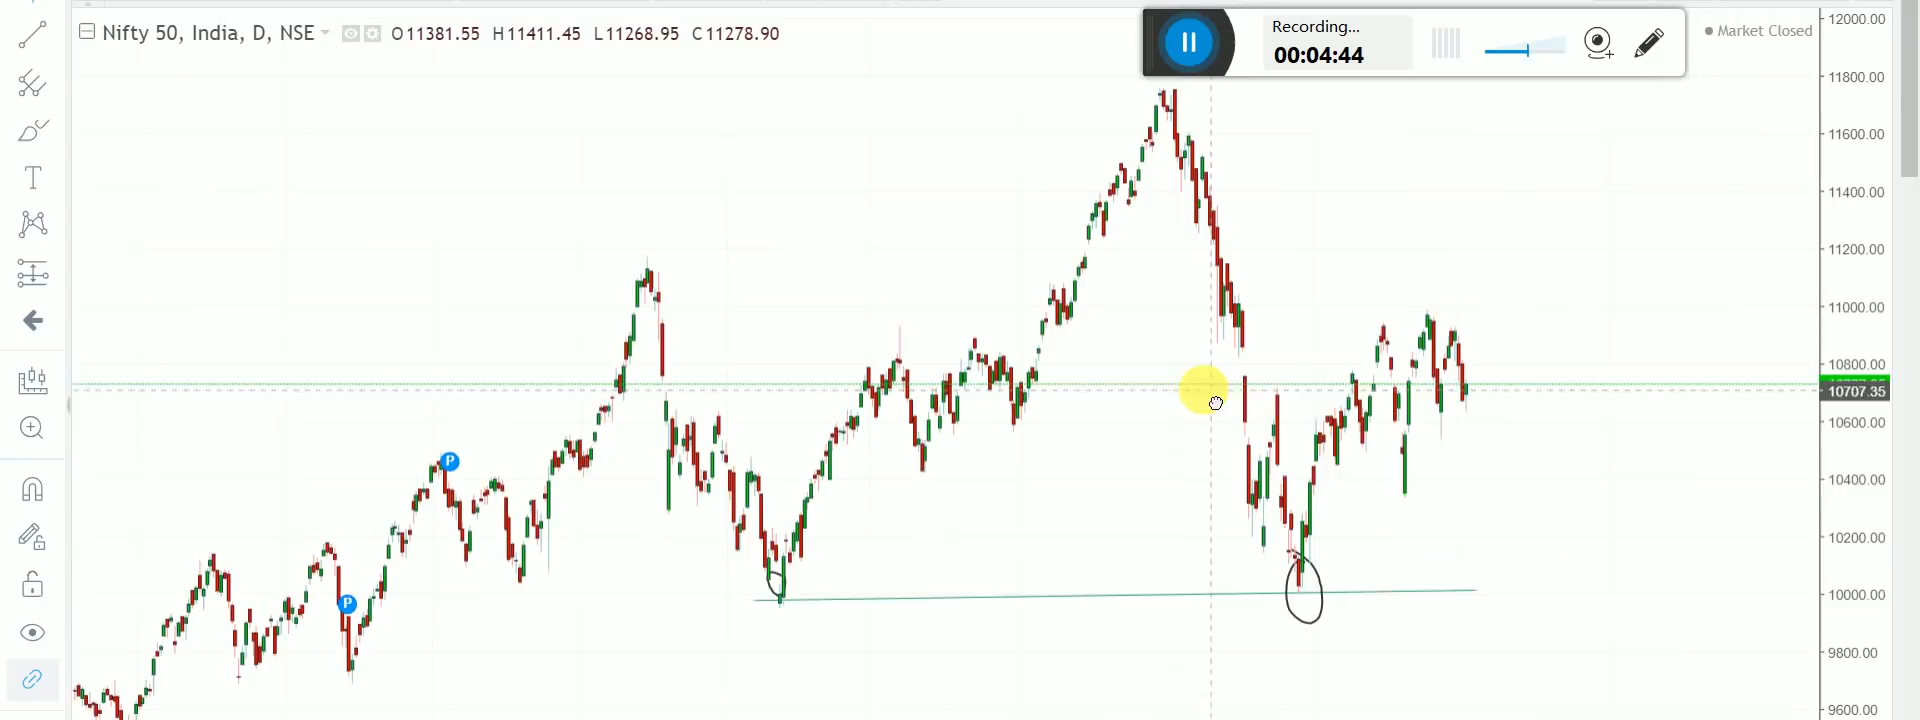 Nifty 50, India, D, NSE O11381.55 H11411.45 L11268.95 C11278.90
Recording...
00:04:44
Market Closed
12000.00
11800.00
11600.00
11400.00
11200.00
11000.00
10800.00
10707.35
10600.00
10400.00
10200.00
10000.00
9800.00
9600.00
T
P
P